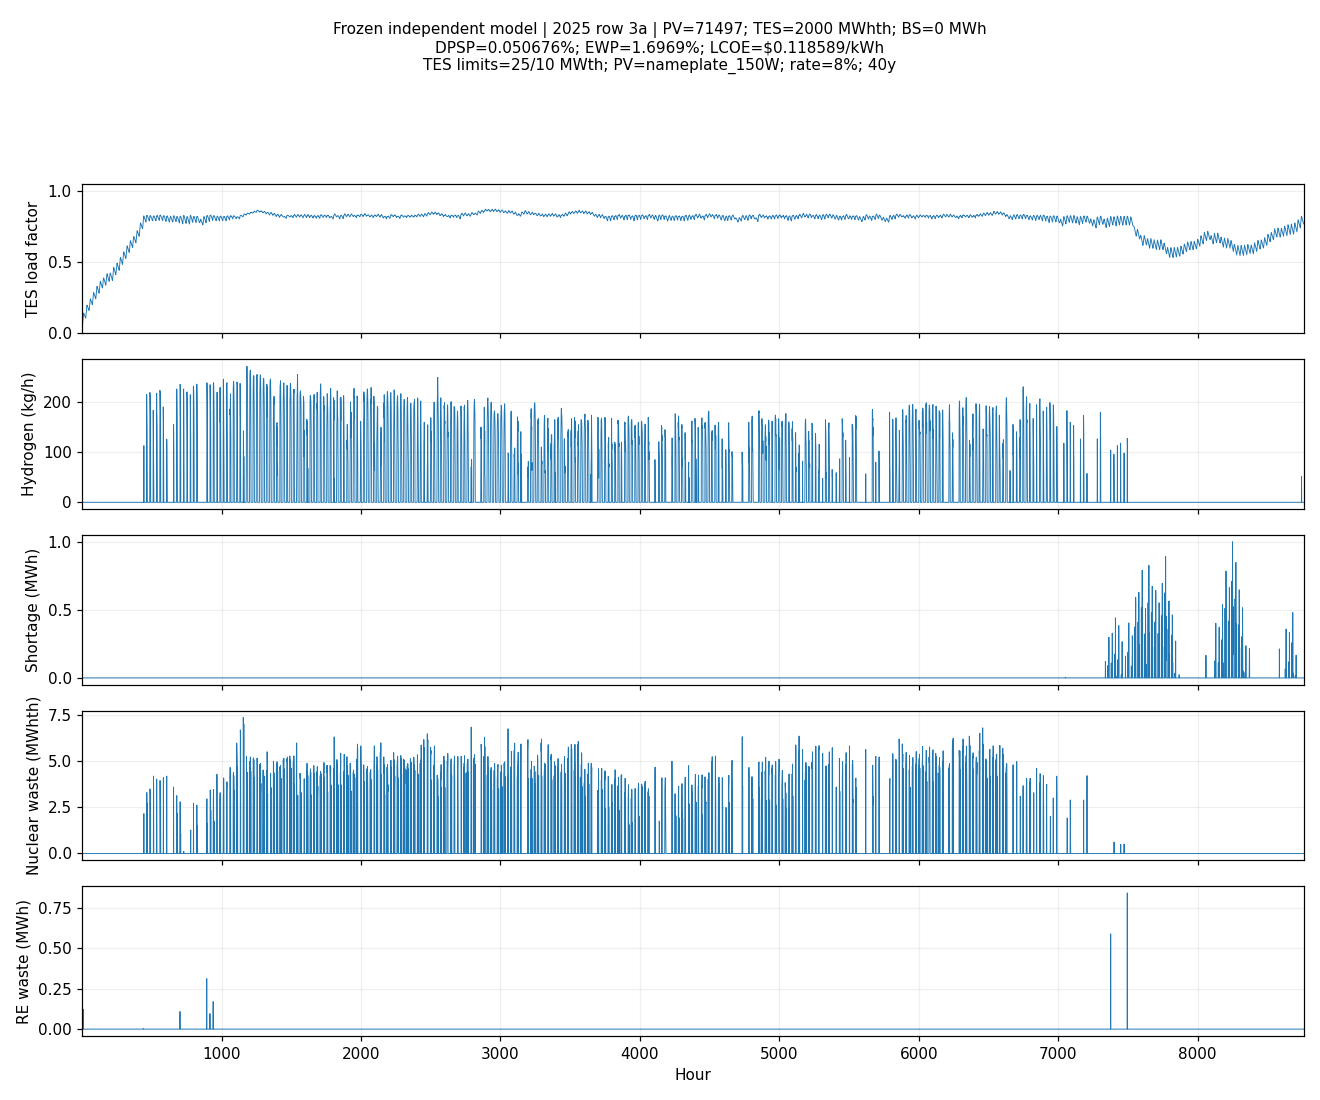 Frozen independent model | 2025 row 3a | PV=71497; TES=2000 MWhth; BS=0 MWh
DPSP=0.050676%; EWP=1.6969%; LCOE=$0.118589/kWh
TES limits=25/10 MWth; PV=nameplate_150W; rate=8%; 40y
TES load factor
1.0
0.5
0.0
Hydrogen (kg/h)
200
100
0
Shortage (MWh)
1.0
0.5
0.0
Nuclear waste (MWhth)
7.5
5.0
2.5
0.0
RE waste (MWh)
0.75
0.50
0.25
0.00
1000 2000 3000 4000 5000 6000 7000 8000
Hour